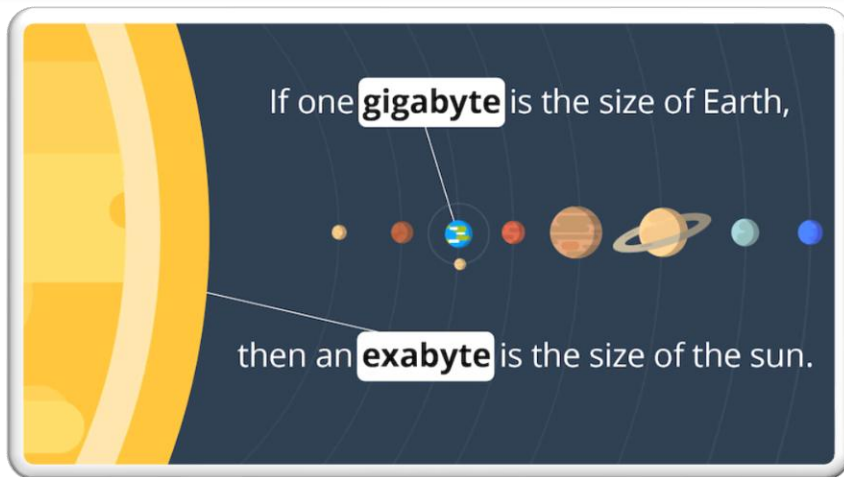 If one gigabyte is the size of Earth,
then an exabyte is the size of the sun.